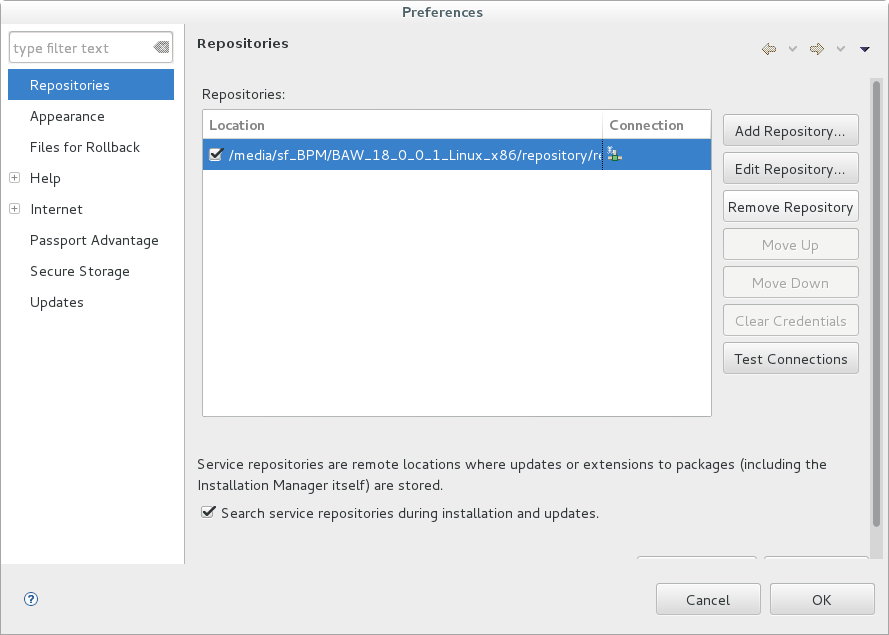 Preferences
type filter text
Repositories
Appearance
Files for Rollback
Help
Internet
Passport Advantage
Secure Storage
Updates
Repositories
Repositories:
Location Connection
/media/sf_BPM/BAW_18_0_0_1_Linux_x86/repository/re
Add Repository...
Edit Repository...
Remove Repository
Move Up
Move Down
Clear Credentials
Test Connections
Service repositories are remote locations where updates or extensions to packages (including the
Installation Manager itself) are stored.
Search service repositories during installation and updates.
?
Cancel
OK